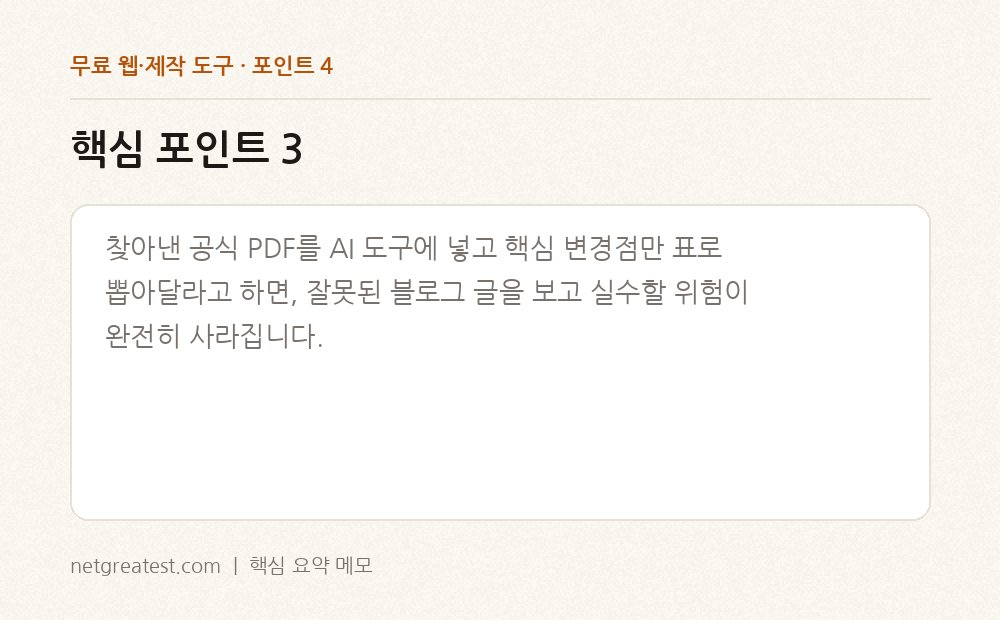 무료 웹·제작 도구 · 포인트 4
핵심 포인트 3
찾아낸 공식 PDF를 AI 도구에 넣고 핵심 변경점만 표로
뽑아달라고 하면, 잘못된 블로그 글을 보고 실수할 위험이
완전히 사라집니다.
netgreatest.com | 핵심 요약 메모